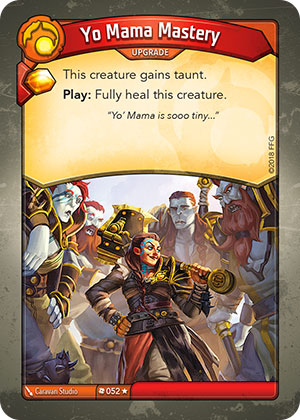 Yo Mama Mastery
UPGRADE
This creature gains taunt.
Play: Fully heal this creature.
"Yo' Mama is sooo tiny..."
©2018 FFG
Caravan Studio
052